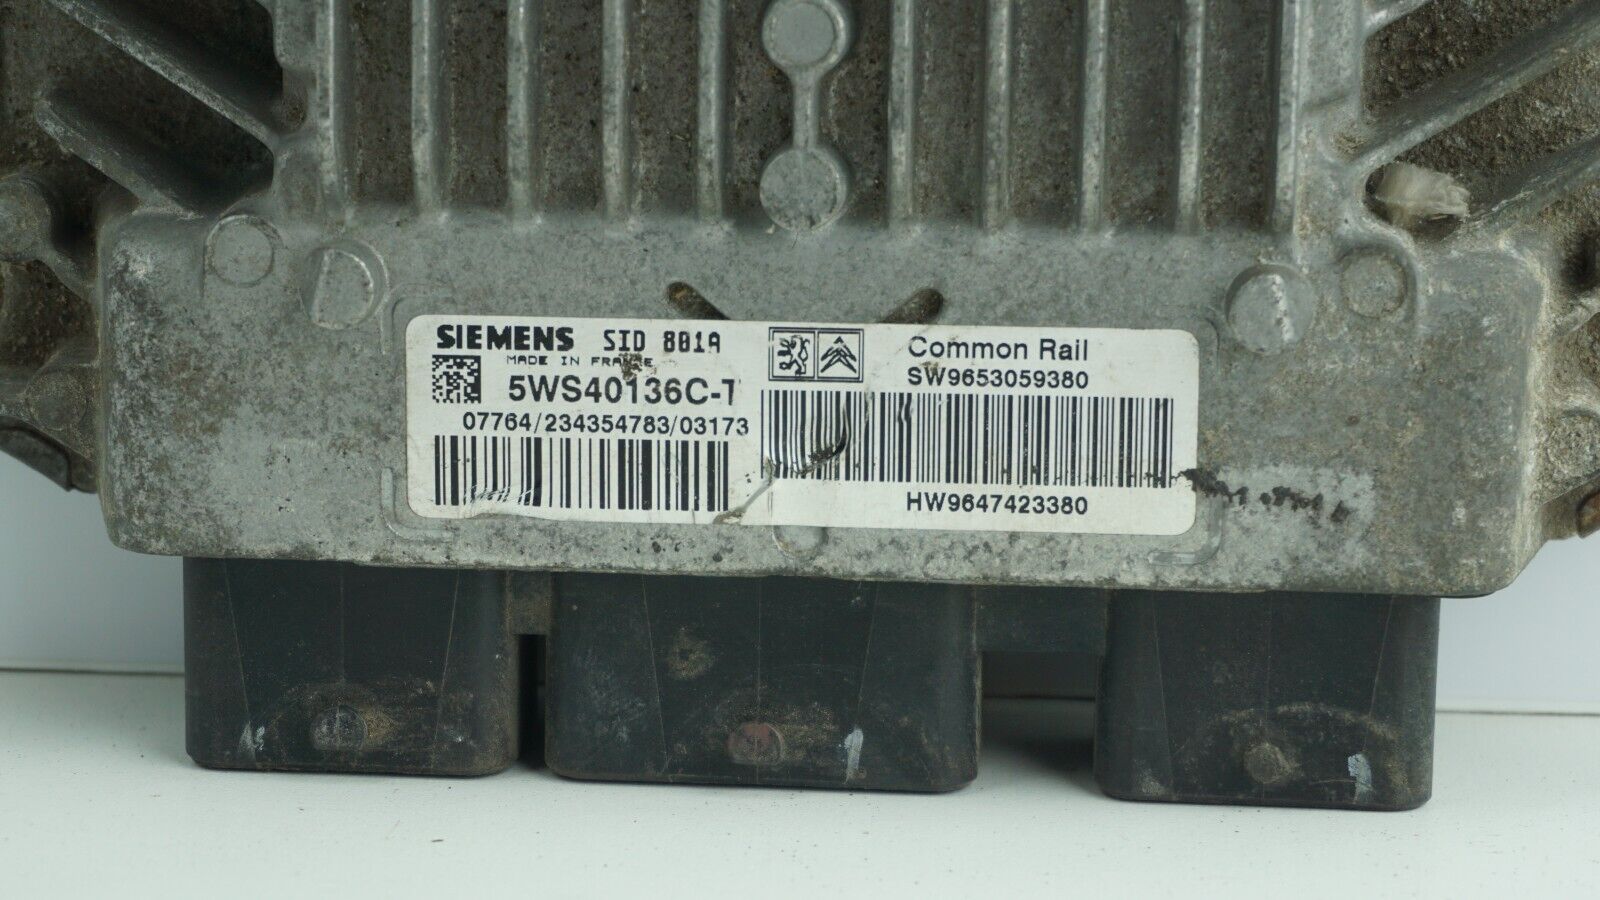 SIEMENS SID 801A
MADE IN FRANCE
5WS40136C-T
07764/234354783/03173
Common Rail
SW9653059380
HW9647423380